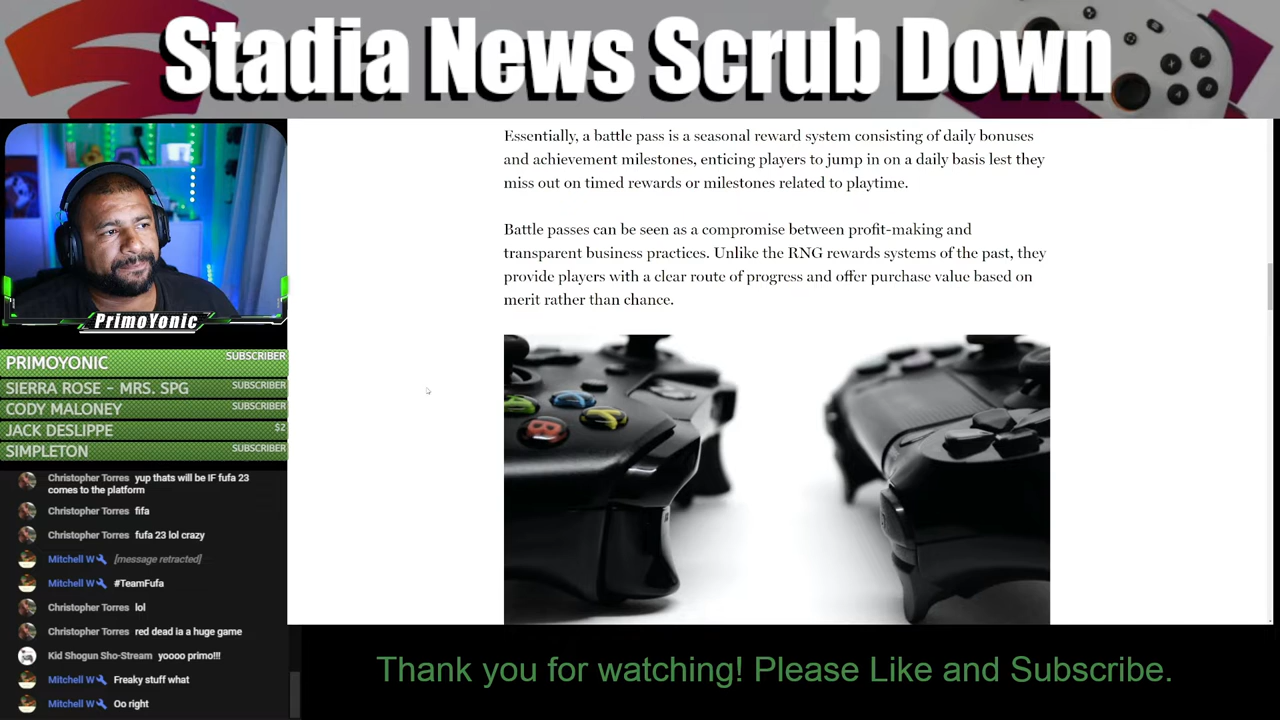 Stadia News Scrub Down
Essentially, a battle pass is a seasonal reward system consisting of daily bonuses
and achievement milestones, enticing players to jump in on a daily basis lest they
miss out on timed rewards or milestones related to playtime.
Battle passes can be seen as a compromise between profit-making and
transparent business practices. Unlike the RNG rewards systems of the past, they
provide players with a clear route of progress and offer purchase value based on
merit rather than chance.
PrimoYonic
PRIMOYONIC SUBSCRIBER
SIERRA ROSE - MRS. SPG SUBSCRIBER
CODY MALONEY SUBSCRIBER
JACK DESLIPPE $2
SIMPLETON SUBSCRIBER
Christopher Torres yup thats will be IF fufa 23
comes to the platform
Christopher Torres fifa
Christopher Torres fufa 23 lol crazy
Mitchell W [message retracted]
Mitchell W #TeamFufa
Christopher Torres lol
Christopher Torres red dead ia a huge game
Kid Shogun Sho-Stream yoooo primo!!!
Mitchell W Freaky stuff what
Mitchell W Oo right
Thank you for watching! Please Like and Subscribe.